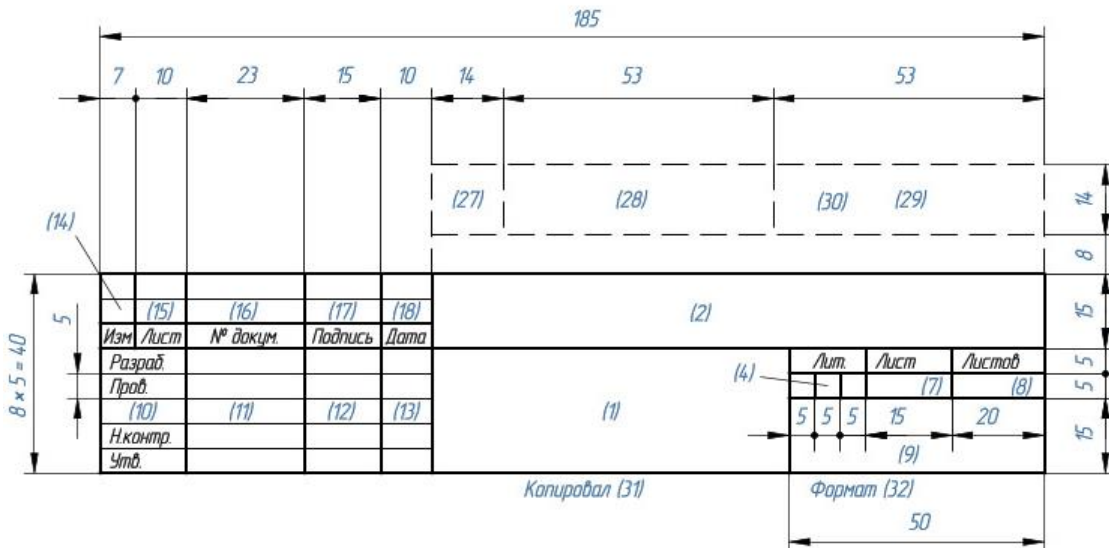 185
7 10 23 15 10 14 53 53
(27) (28) (30) (29) 14
(14)
8
(15) (16) (17) (18) (2) 15
5
Изм Лист № докум. Подпись Дата
8 × 5 = 40
Разраб. Лит. Лист Листов 5
Пров. (4) (7) (8) 5
(10) (11) (12) (13) (1) 5 5 5 15 20 15
Н.контр. (9)
Утв.
Копировал (31) Формат (32)
50